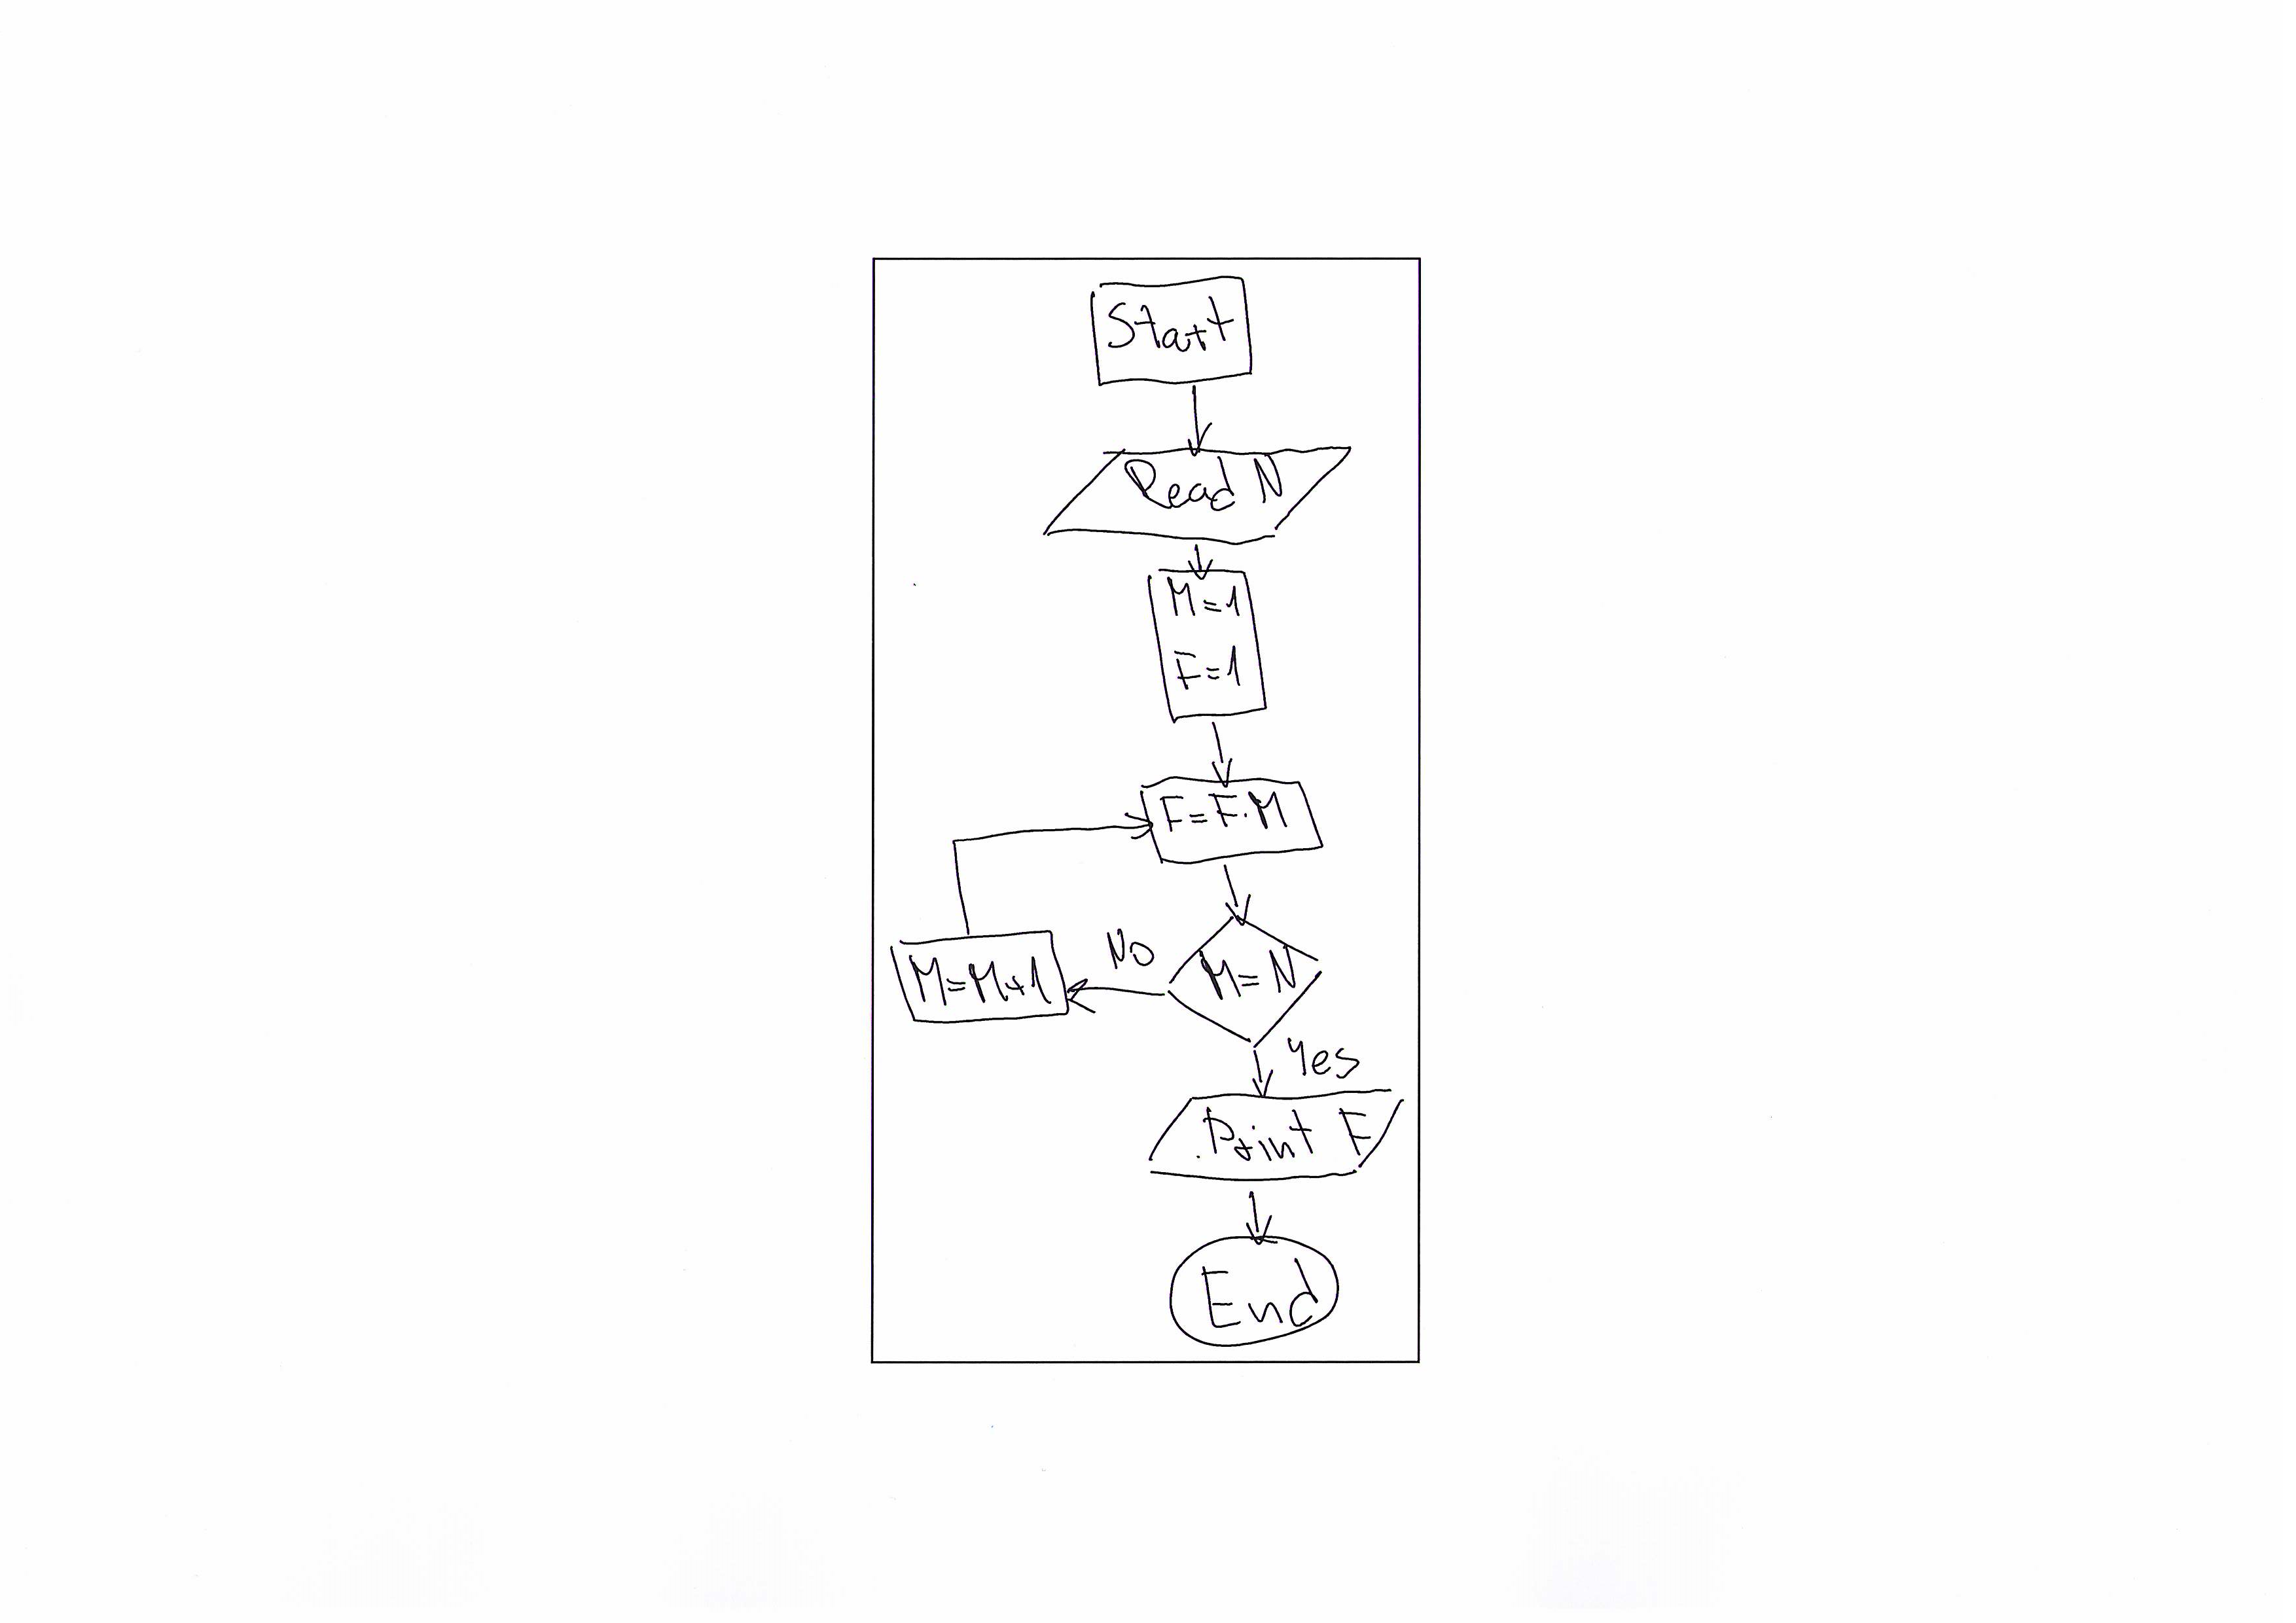 Start
Read N
M=1
F=1
F=F·M
M=N
No
M=M+1
Yes
Print F
End